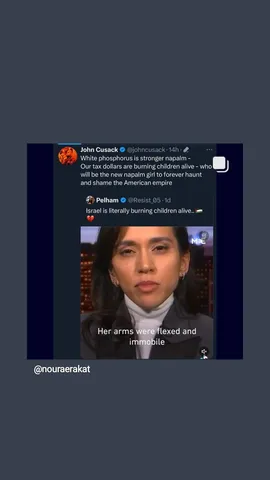 John Cusack @johncusack · 14h
White phosphorus is stronger napalm -
Our tax dollars are burning children alive - who
will be the new napalm girl to forever haunt
and shame the American empire
Pelham @Resist_05 · 1d
Israel is literally burning children alive..
Her arms were flexed and
immobile
@nouraerakat